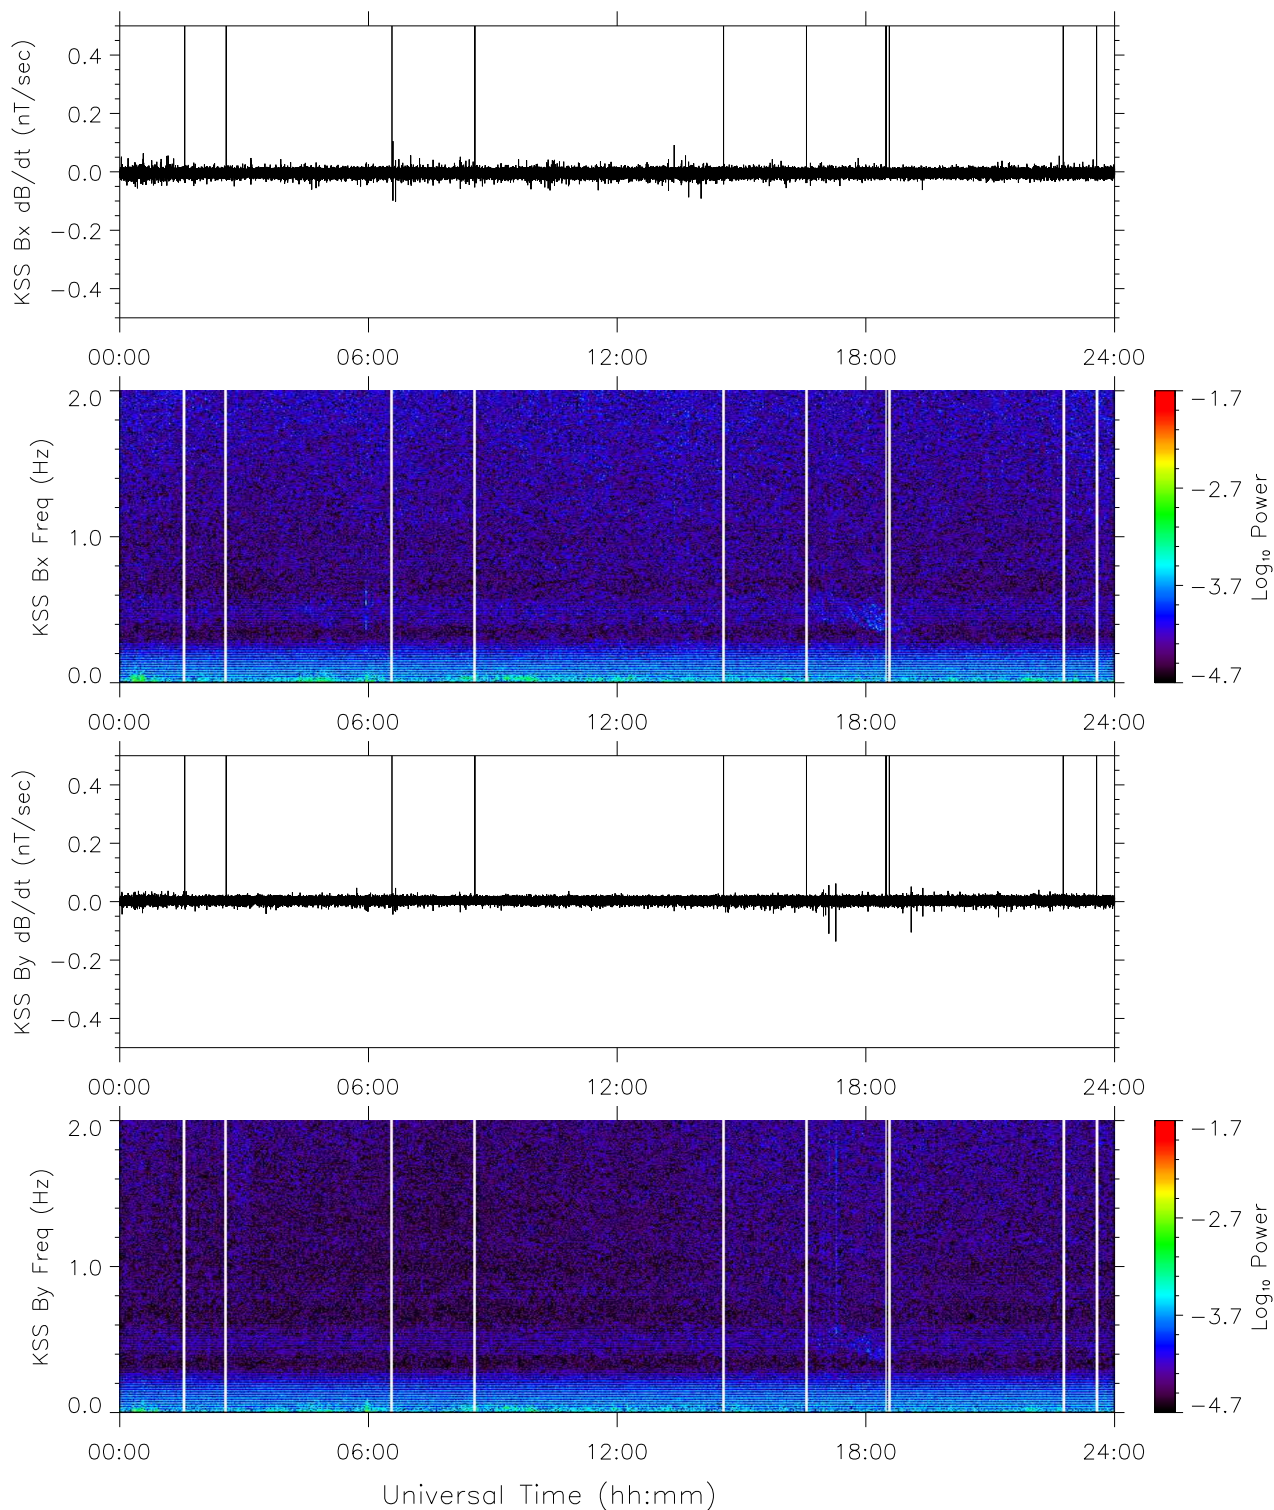 KSS Bx dB/dt (nT/sec)
0.4
0.2
0.0
−0.2
−0.4
00:00 06:00 12:00 18:00 24:00
KSS Bx Freq (Hz)
2.0
1.0
0.0
−1.7
−2.7
−3.7
−4.7
Log₁₀ Power
00:00 06:00 12:00 18:00 24:00
KSS By dB/dt (nT/sec)
0.4
0.2
0.0
−0.2
−0.4
00:00 06:00 12:00 18:00 24:00
KSS By Freq (Hz)
2.0
1.0
0.0
−1.7
−2.7
−3.7
−4.7
Log₁₀ Power
00:00 06:00 12:00 18:00 24:00
Universal Time (hh:mm)